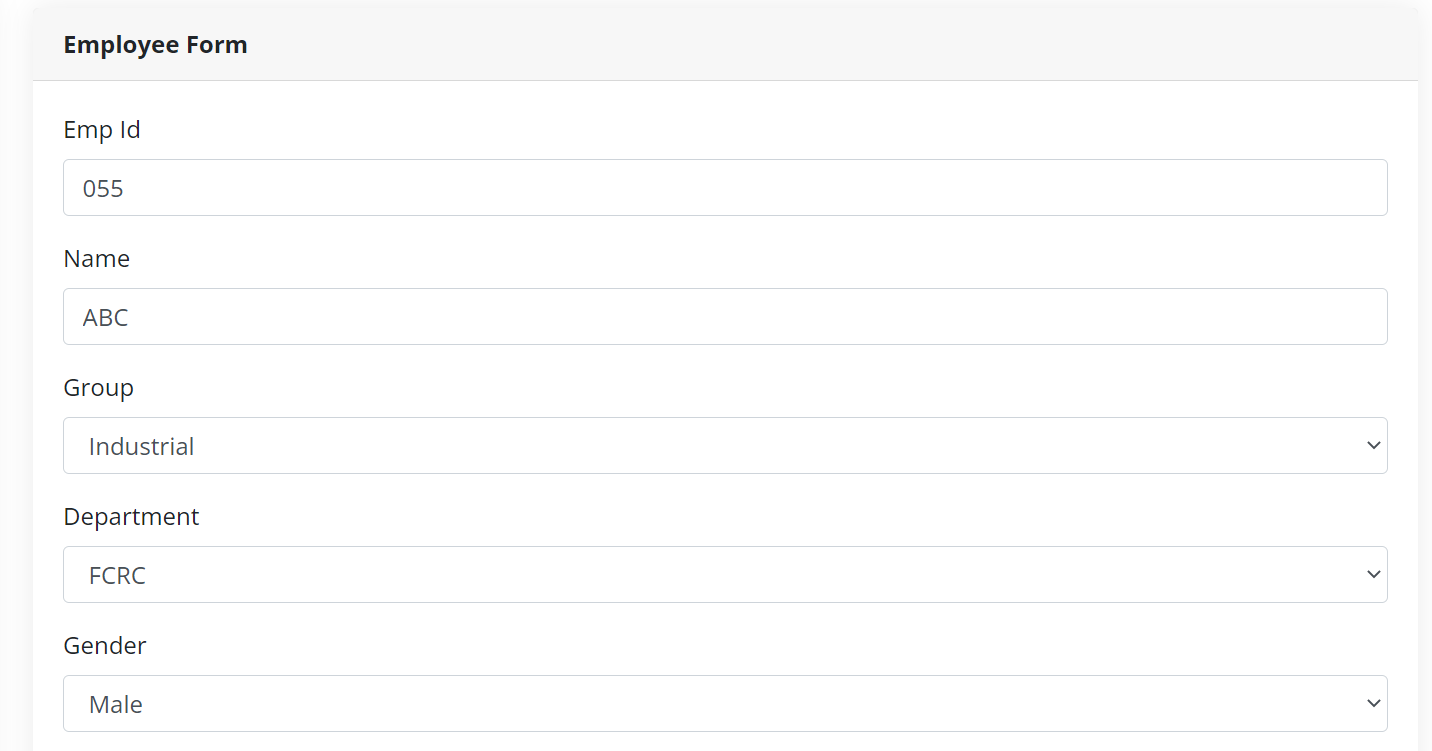 Employee Form
Emp Id
055
Name
ABC
Group
Industrial
Department
FCRC
Gender
Male